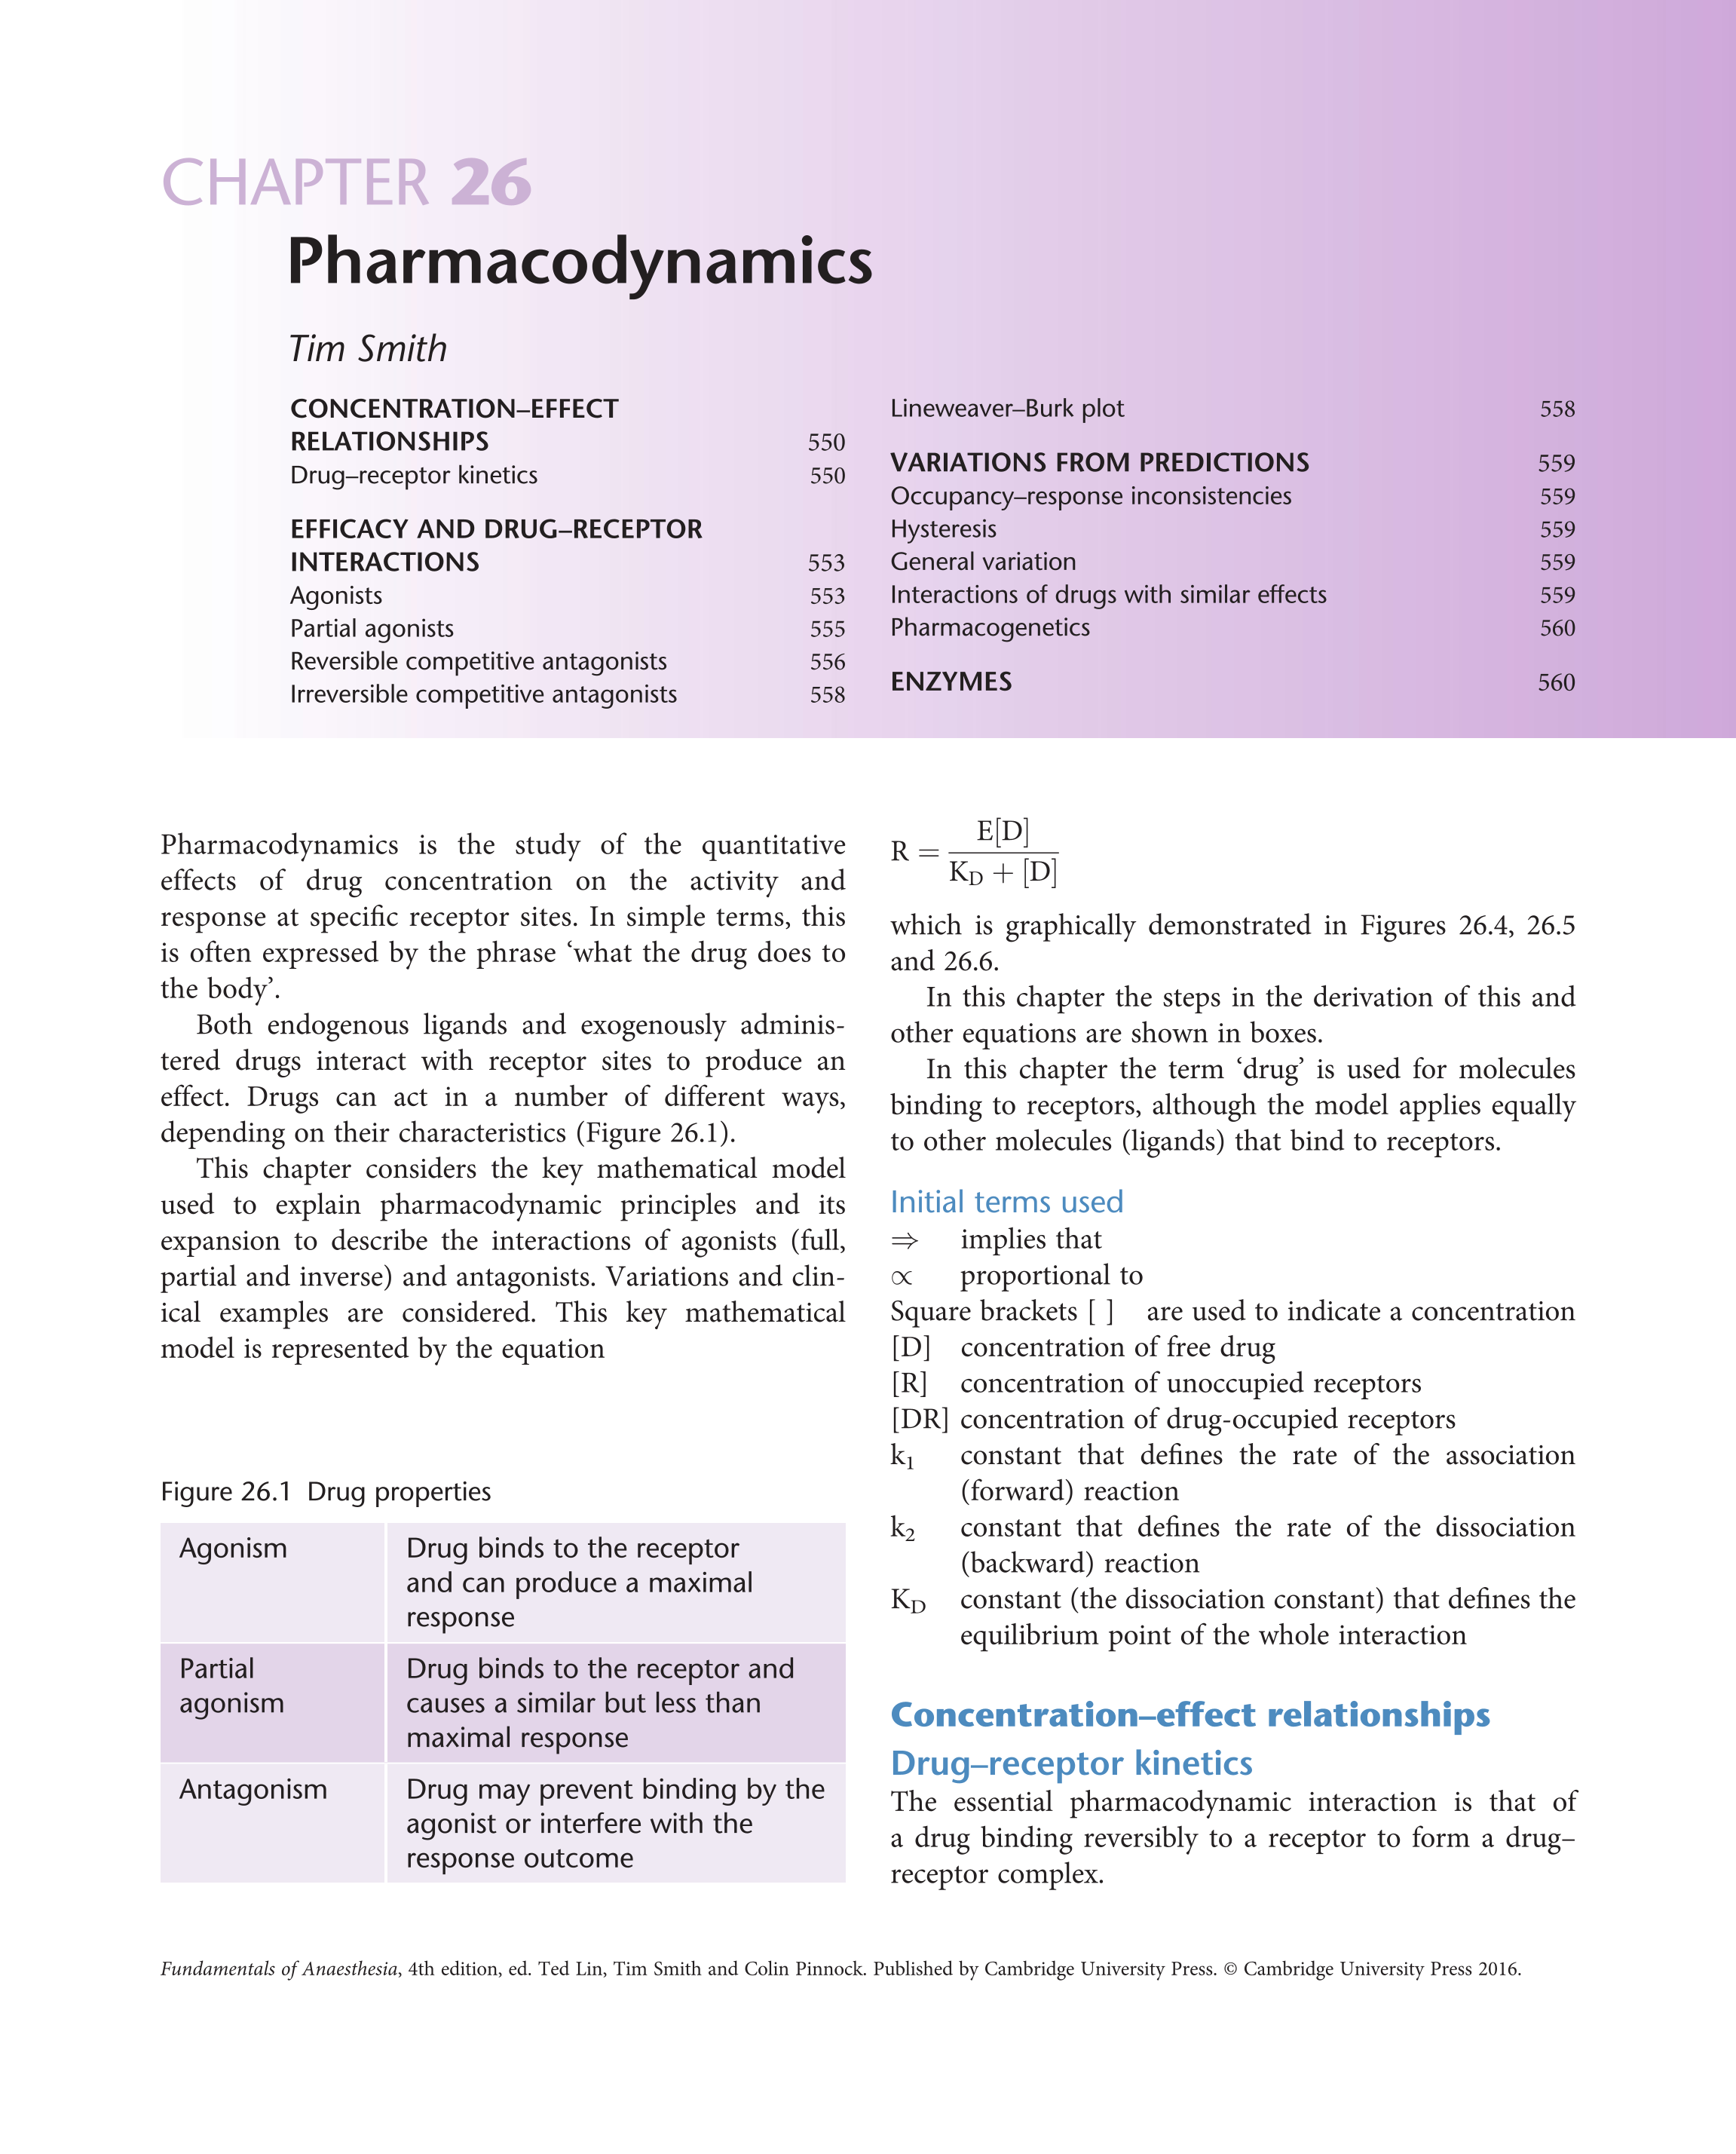 CHAPTER 26
Pharmacodynamics
Tim Smith
CONCENTRATION–EFFECT
RELATIONSHIPS 550
Drug–receptor kinetics 550
EFFICACY AND DRUG–RECEPTOR
INTERACTIONS 553
Agonists 553
Partial agonists 555
Reversible competitive antagonists 556
Irreversible competitive antagonists 558
Lineweaver–Burk plot 558
VARIATIONS FROM PREDICTIONS 559
Occupancy–response inconsistencies 559
Hysteresis 559
General variation 559
Interactions of drugs with similar effects 559
Pharmacogenetics 560
ENZYMES 560
Pharmacodynamics is the study of the quantitative
effects of drug concentration on the activity and
response at specific receptor sites. In simple terms, this
is often expressed by the phrase ‘what the drug does to
the body’.
Both endogenous ligands and exogenously adminis-
tered drugs interact with receptor sites to produce an
effect. Drugs can act in a number of different ways,
depending on their characteristics (Figure 26.1).
This chapter considers the key mathematical model
used to explain pharmacodynamic principles and its
expansion to describe the interactions of agonists (full,
partial and inverse) and antagonists. Variations and clin-
ical examples are considered. This key mathematical
model is represented by the equation
Figure 26.1 Drug properties
Agonism
Drug binds to the receptor
and can produce a maximal
response
Partial
agonism
Drug binds to the receptor and
causes a similar but less than
maximal response
Antagonism
Drug may prevent binding by the
agonist or interfere with the
response outcome
R = E[D] / K_D + [D]
which is graphically demonstrated in Figures 26.4, 26.5
and 26.6.
In this chapter the steps in the derivation of this and
other equations are shown in boxes.
In this chapter the term ‘drug’ is used for molecules
binding to receptors, although the model applies equally
to other molecules (ligands) that bind to receptors.
Initial terms used
⇒ implies that
∝ proportional to
Square brackets [ ] are used to indicate a concentration
[D] concentration of free drug
[R] concentration of unoccupied receptors
[DR] concentration of drug-occupied receptors
k₁ constant that defines the rate of the association
(forward) reaction
k₂ constant that defines the rate of the dissociation
(backward) reaction
K_D constant (the dissociation constant) that defines the
equilibrium point of the whole interaction
Concentration–effect relationships
Drug–receptor kinetics
The essential pharmacodynamic interaction is that of
a drug binding reversibly to a receptor to form a drug–
receptor complex.
Fundamentals of Anaesthesia, 4th edition, ed. Ted Lin, Tim Smith and Colin Pinnock. Published by Cambridge University Press. © Cambridge University Press 2016.